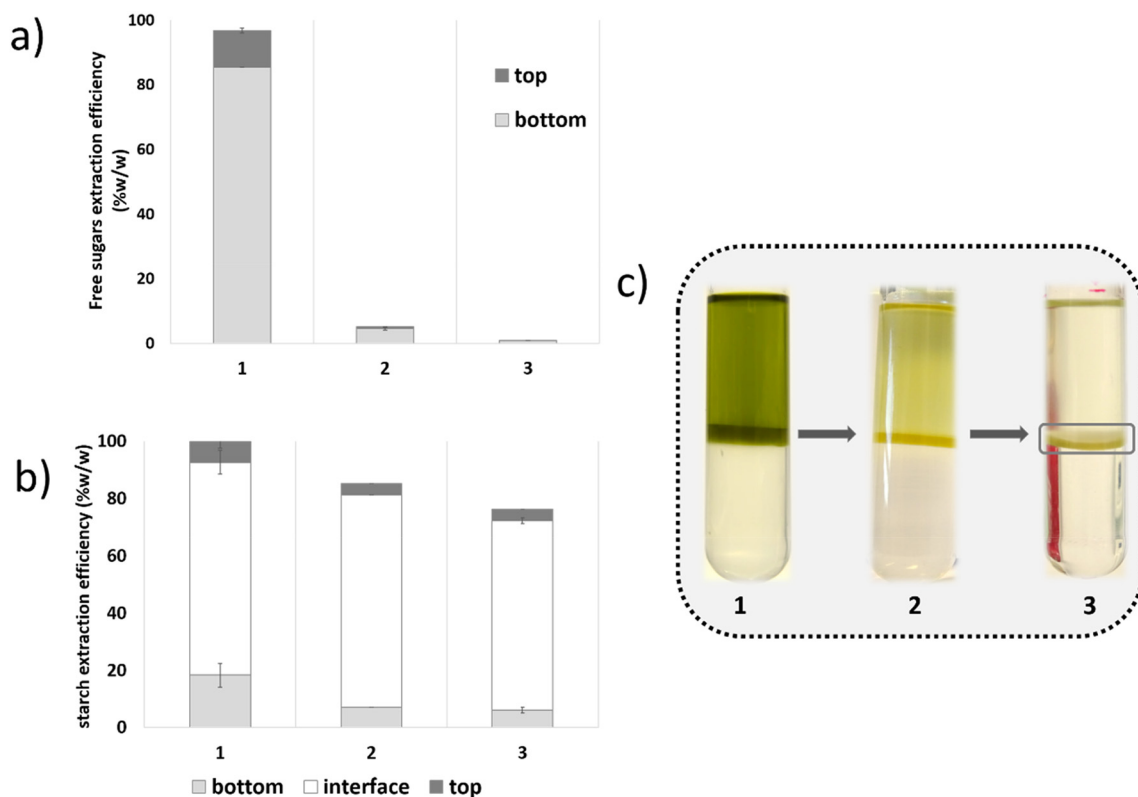 a)
Free sugars extraction efficiency
(%w/w)
100
80
60
40
20
0
top
bottom
1 2 3
b)
starch extraction efficiency (%w/w)
100
80
60
40
20
0
1 2 3
bottom interface top
c)
1 2 3